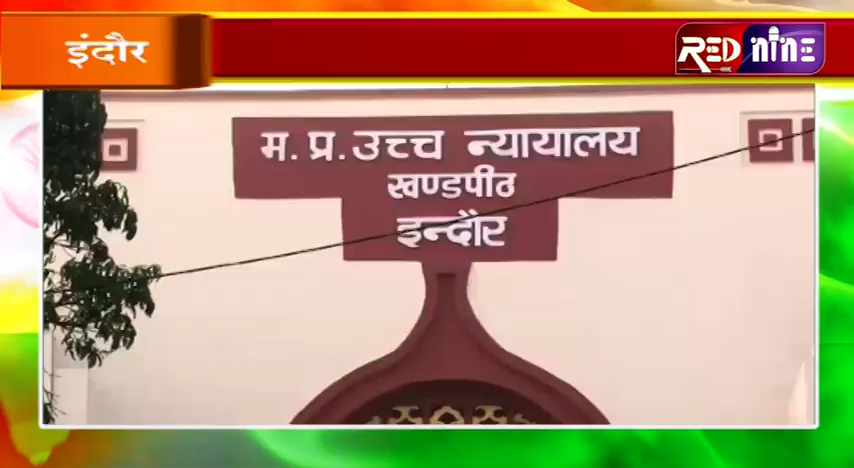 इंदौर
RED NINE
म. प्र. उच्च न्यायालय
खण्डपीठ
इन्दौर